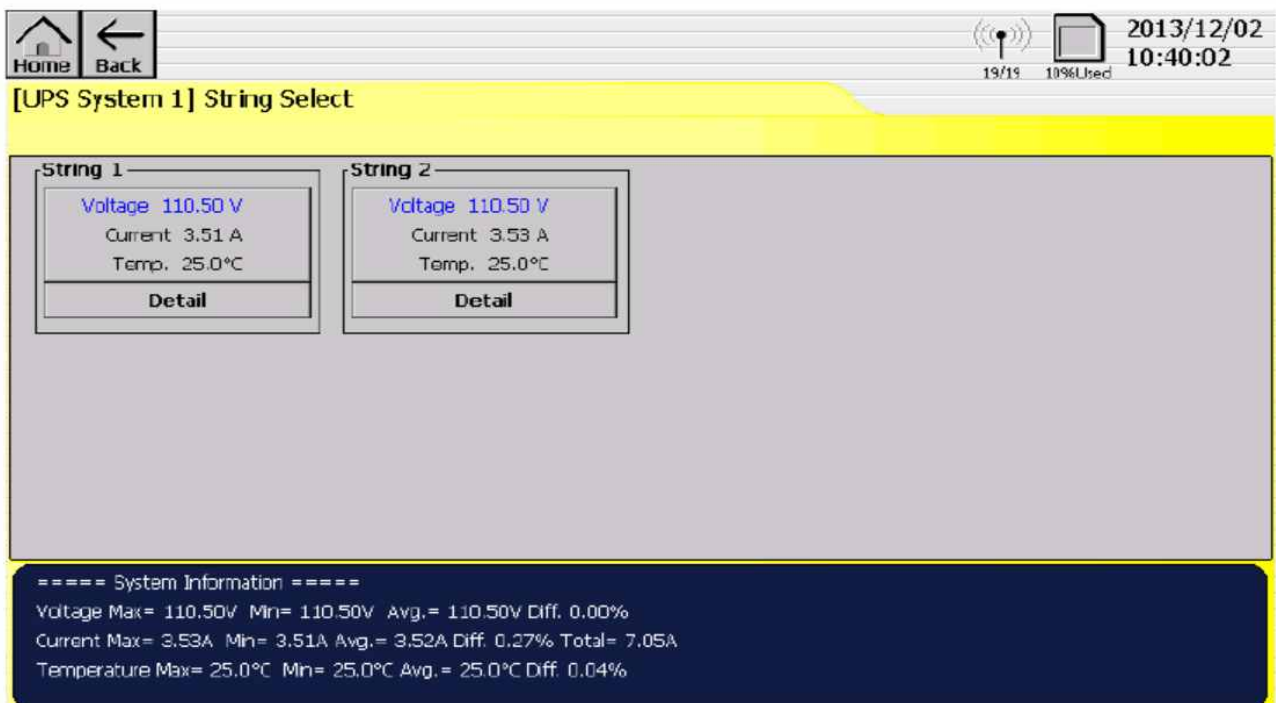 Home Back 19/19 10%Used 2013/12/02
10:40:02
[UPS System 1] String Select
String 1
Voltage 110.50 V
Current 3.51 A
Temp. 25.0°C
Detail
String 2
Voltage 110.50 V
Current 3.53 A
Temp. 25.0°C
Detail
===== System Information =====
Voltage Max= 110.50V Min= 110.50V Avg.= 110.50V Diff. 0.00%
Current Max= 3.53A Min= 3.51A Avg.= 3.52A Diff. 0.27% Total= 7.05A
Temperature Max= 25.0°C Min= 25.0°C Avg.= 25.0°C Diff. 0.04%